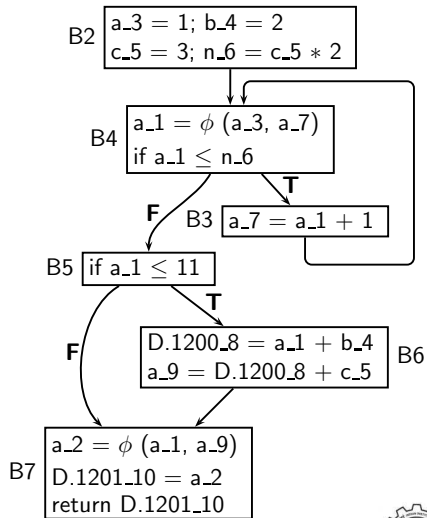 B2
a_3 = 1; b_4 = 2
c_5 = 3; n_6 = c_5 * 2
B4
a_1 = ϕ (a_3, a_7)
if a_1 ≤ n_6
F
T
B3
a_7 = a_1 + 1
B5
if a_1 ≤ 11
F
T
D.1200_8 = a_1 + b_4
a_9 = D.1200_8 + c_5
B6
B7
a_2 = ϕ (a_1, a_9)
D.1201_10 = a_2
return D.1201_10